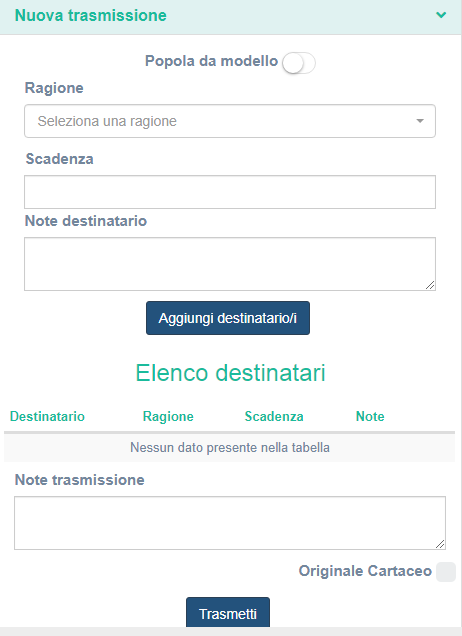 Nuova trasmissione
Popola da modello
Ragione
Seleziona una ragione
Scadenza
Note destinatario
Aggiungi destinatario/i
Elenco destinatari
Destinatario Ragione Scadenza Note
Nessun dato presente nella tabella
Note trasmissione
Originale Cartaceo
Trasmetti